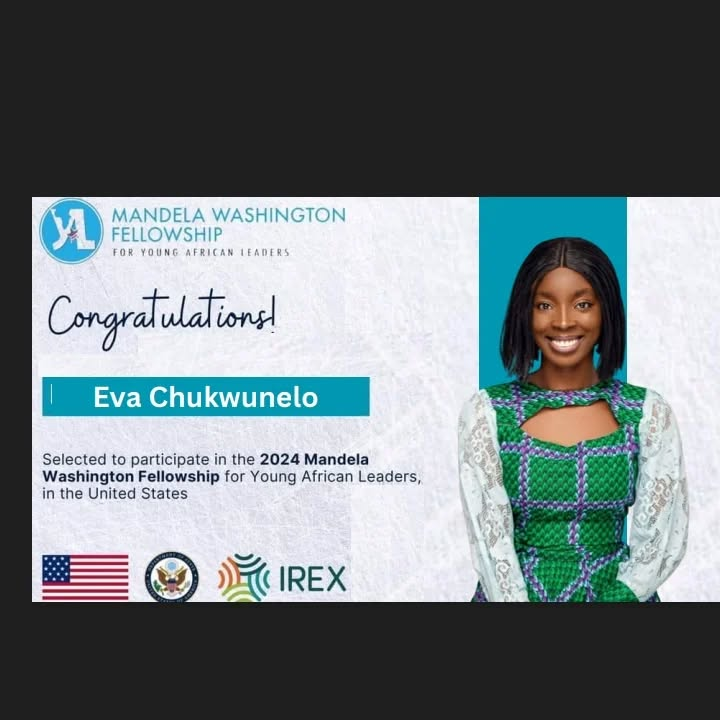 MANDELA WASHINGTON
FELLOWSHIP
FOR YOUNG AFRICAN LEADERS
Congratulations!
Eva Chukwunelo
Selected to participate in the 2024 Mandela
Washington Fellowship for Young African Leaders,
in the United States
IREX